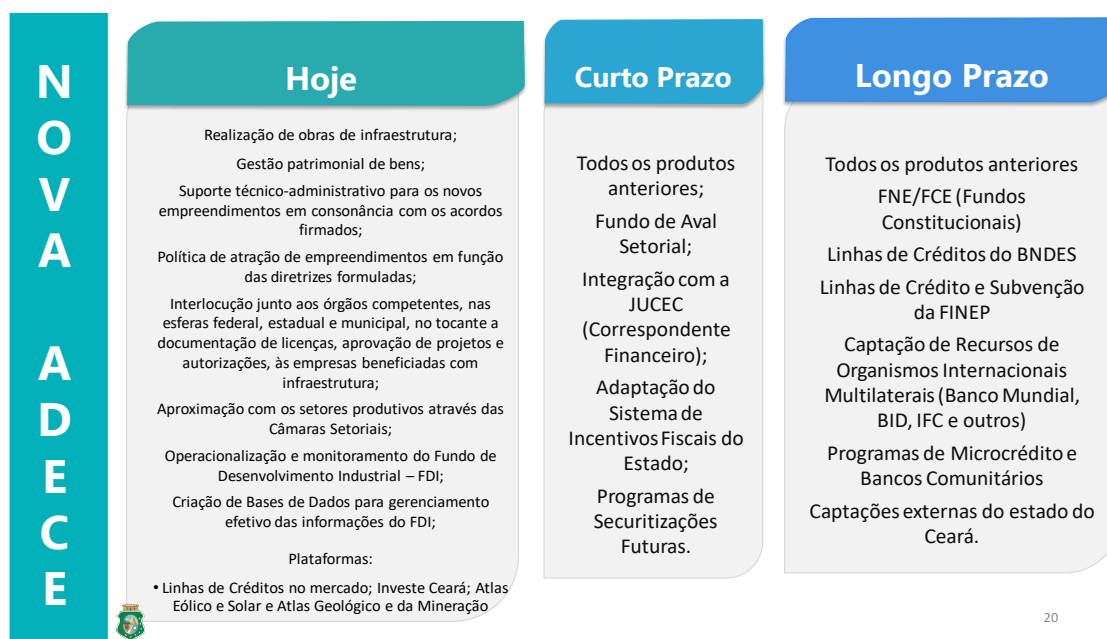 NOVA ADECE
Hoje
Realização de obras de infraestrutura;
Gestão patrimonial de bens;
Suporte técnico-administrativo para os novos
empreendimentos em consonância com os acordos
firmados;
Política de atração de empreendimentos em função
das diretrizes formuladas;
Interlocução junto aos órgãos competentes, nas
esferas federal, estadual e municipal, no tocante a
documentação de licenças, aprovação de projetos e
autorizações, às empresas beneficiadas com
infraestrutura;
Aproximação com os setores produtivos através das
Câmaras Setoriais;
Operacionalização e monitoramento do Fundo de
Desenvolvimento Industrial – FDI;
Criação de Bases de Dados para gerenciamento
efetivo das informações do FDI;
Plataformas:
• Linhas de Créditos no mercado; Investe Ceará; Atlas
Eólico e Solar e Atlas Geológico e da Mineração
Curto Prazo
Todos os produtos
anteriores;
Fundo de Aval
Setorial;
Integração com a
JUCEC
(Correspondente
Financeiro);
Adaptação do
Sistema de
Incentivos Fiscais do
Estado;
Programas de
Securitizações
Futuras.
Longo Prazo
Todos os produtos anteriores
FNE/FCE (Fundos
Constitucionais)
Linhas de Créditos do BNDES
Linhas de Crédito e Subvenção
da FINEP
Captação de Recursos de
Organismos Internacionais
Multilaterais (Banco Mundial,
BID, IFC e outros)
Programas de Microcrédito e
Bancos Comunitários
Captações externas do estado do
Ceará.
20